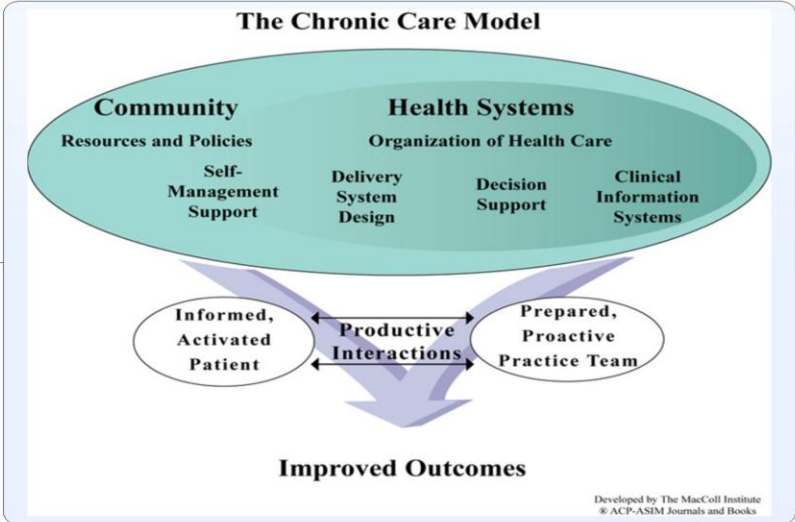 The Chronic Care Model
Community
Health Systems
Resources and Policies
Organization of Health Care
Self-
Management
Support
Delivery
System
Design
Decision
Support
Clinical
Information
Systems
Informed,
Activated
Patient
Productive
Interactions
Prepared,
Proactive
Practice Team
Improved Outcomes
Developed by The MacColl Institute
® ACP-ASIM Journals and Books